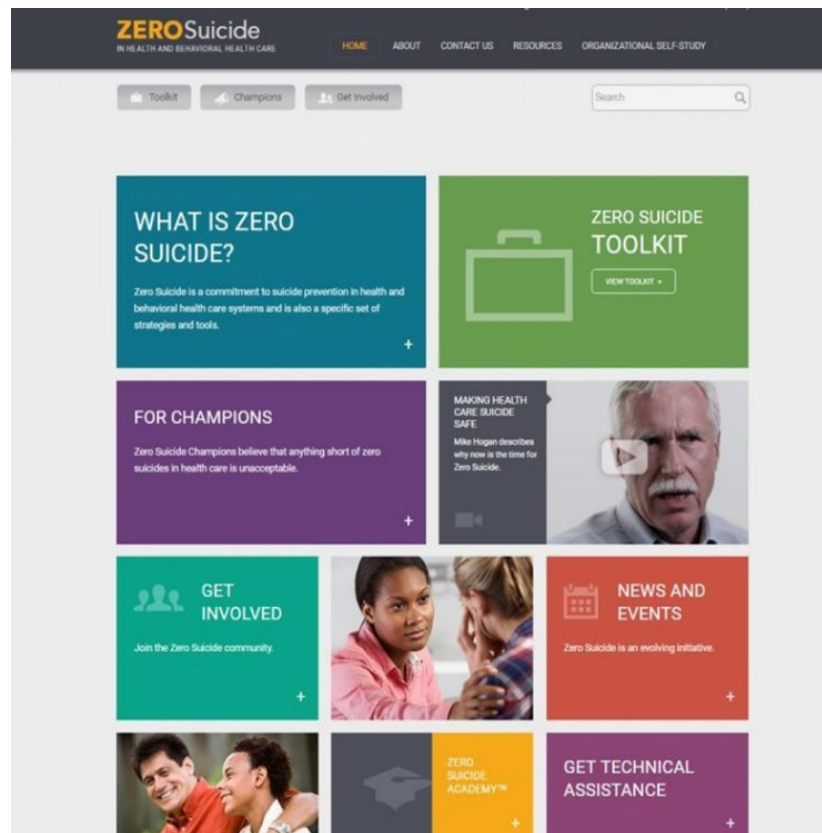 ZEROSuicide
IN HEALTH AND BEHAVIORAL HEALTH CARE
HOME ABOUT CONTACT US RESOURCES ORGANIZATIONAL SELF-STUDY
Toolkit Champions Get Involved
Search
WHAT IS ZERO
SUICIDE?
Zero Suicide is a commitment to suicide prevention in health and
behavioral health care systems and is also a specific set of
strategies and tools.
+
ZERO SUICIDE
TOOLKIT
VIEW TOOLKIT +
FOR CHAMPIONS
Zero Suicide Champions believe that anything short of zero
suicides in health care is unacceptable.
+
MAKING HEALTH
CARE SUICIDE
SAFE
Mike Hogan describes
why now is the time for
Zero Suicide.
GET
INVOLVED
Join the Zero Suicide community.
+
NEWS AND
EVENTS
Zero Suicide is an evolving initiative.
+
ZERO
SUICIDE
ACADEMY™
+
GET TECHNICAL
ASSISTANCE
+